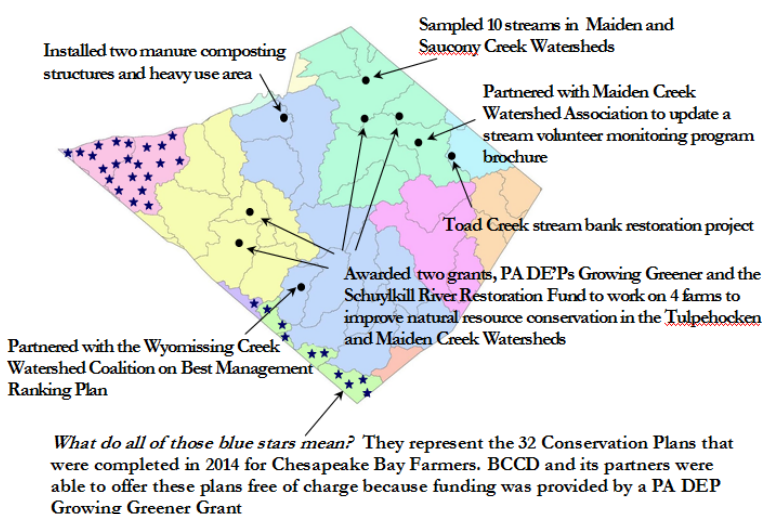 Sampled 10 streams in Maiden and
Saucony Creek Watersheds
Installed two manure composting
structures and heavy use area
Partnered with Maiden Creek
Watershed Association to update a
stream volunteer monitoring program
brochure
Toad Creek stream bank restoration project
Awarded two grants, PA DE'Ps Growing Greener and the
Schuylkill River Restoration Fund to work on 4 farms to
improve natural resource conservation in the Tulpehocken
and Maiden Creek Watersheds
Partnered with the Wyomissing Creek
Watershed Coalition on Best Management
Ranking Plan
What do all of those blue stars mean? They represent the 32 Conservation Plans that
were completed in 2014 for Chesapeake Bay Farmers. BCCD and its partners were
able to offer these plans free of charge because funding was provided by a PA DEP
Growing Greener Grant